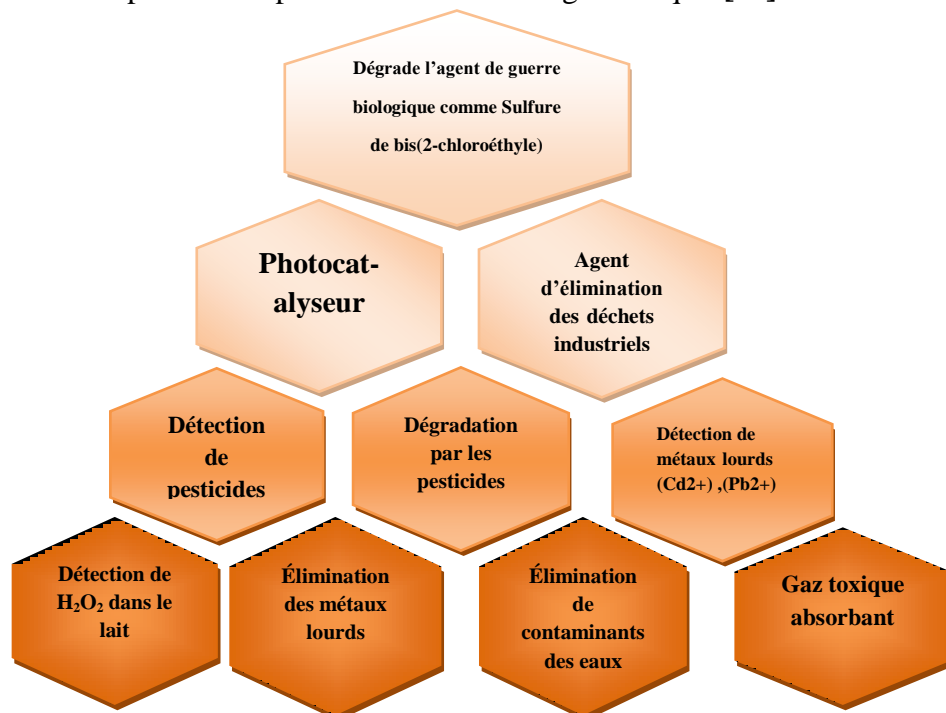 Dégrade l'agent de guerre
biologique comme Sulfure
de bis(2-chloroéthyle)
Photocat-
alyseur
Agent
d'élimination
des déchets
industriels
Détection
de
pesticides
Dégradation
par les
pesticides
Détection de
métaux lourds
(Cd2+) ,(Pb2+)
Détection de
H₂O₂ dans le
lait
Élimination
des métaux
lourds
Élimination
de
contaminants
des eaux
Gaz toxique
absorbant